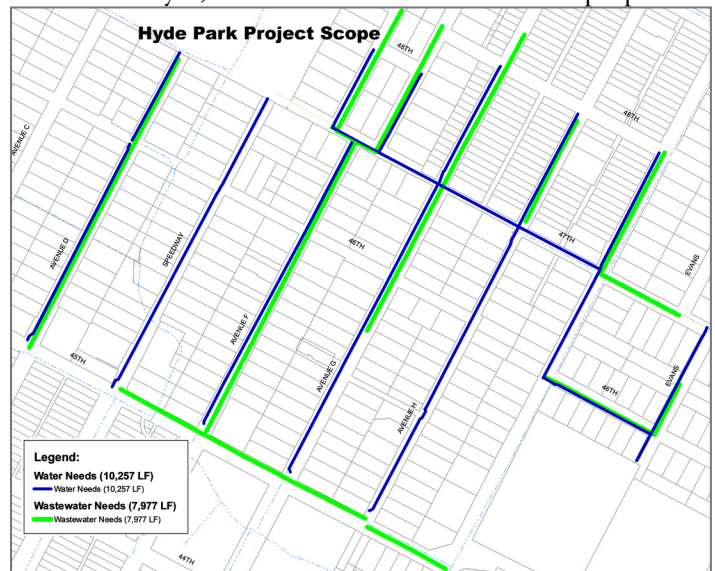 Hyde Park Project Scope
48TH
48TH
AVENUE C
AVENUE D
SPEEDWAY
46TH
47TH
EVANS
AVENUE F
45TH
AVENUE G
AVENUE H
46TH
EVANS
44TH
Legend:
Water Needs (10,257 LF)
Water Needs (10,257 LF)
Wastewater Needs (7,977 LF)
Wastewater Needs (7,977 LF)